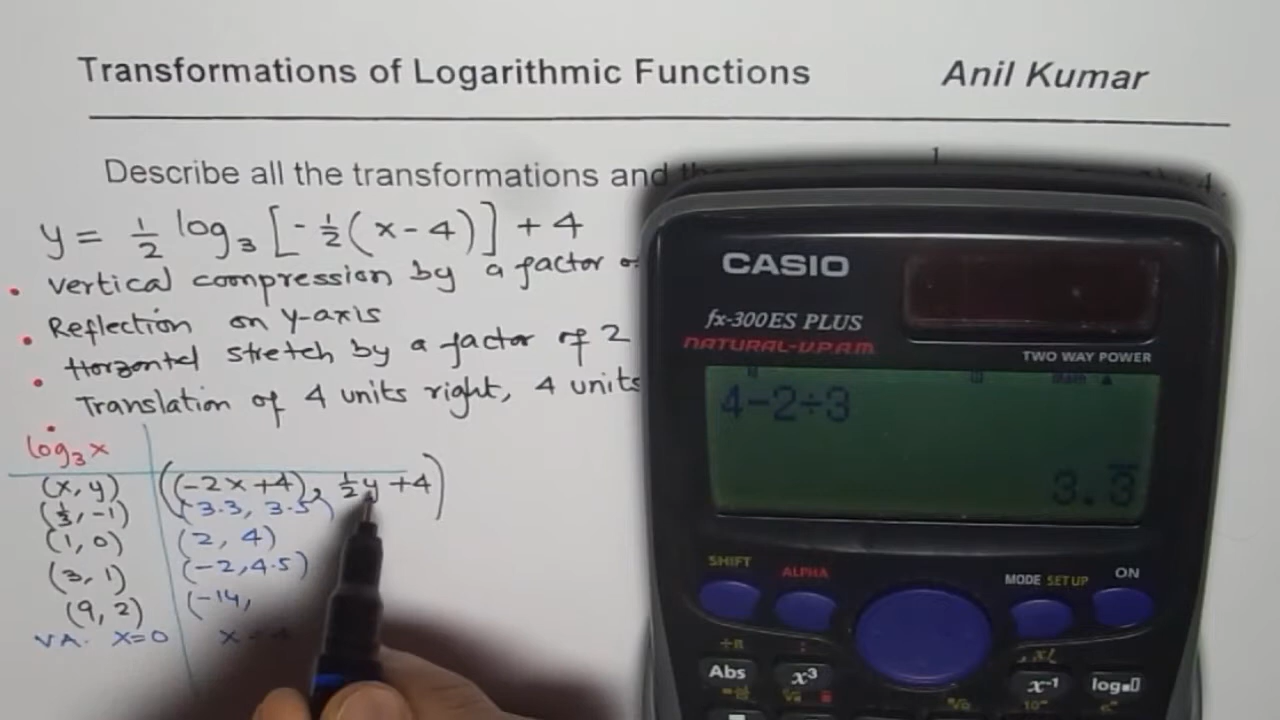 Transformations of Logarithmic Functions Anil Kumar
Describe all the transformations and
y = 1/2 log₃ [-1/2(x-4)] + 4
• vertical compression by a factor
• Reflection on y-axis
• Horzontel stretch by a factor of 2
• Translation of 4 units right, 4 units
log₃x
(x, y) ((-2x+4), 1/2y+4)
(1/3, -1) (3.3, 3.5)
(1, 0) (2, 4)
(3, 1) (-2, 4.5)
(9, 2) (-14,
VA. x=0
CASIO
fx-300ES PLUS
NATURAL-V.P.A.M.
TWO WAY POWER
Math ▲
4-2÷3
3.3̅
SHIFT ALPHA MODE SETUP ON
Abs x³ x⁻¹ log